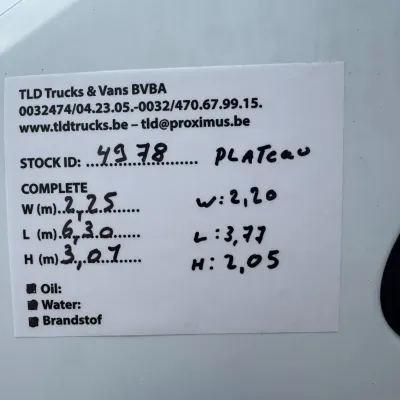 TLD Trucks & Vans BVBA
0032474/04.23.05.-0032/470.67.99.15.
www.tldtrucks.be – tld@proximus.be
STOCK ID: ...4978............ PLATEAU
COMPLETE
W (m)..2,25...... W:2,20
L (m)..6,30...... L:3,77
H (m)..3,07...... H:2,05
Oil:
Water:
Brandstof